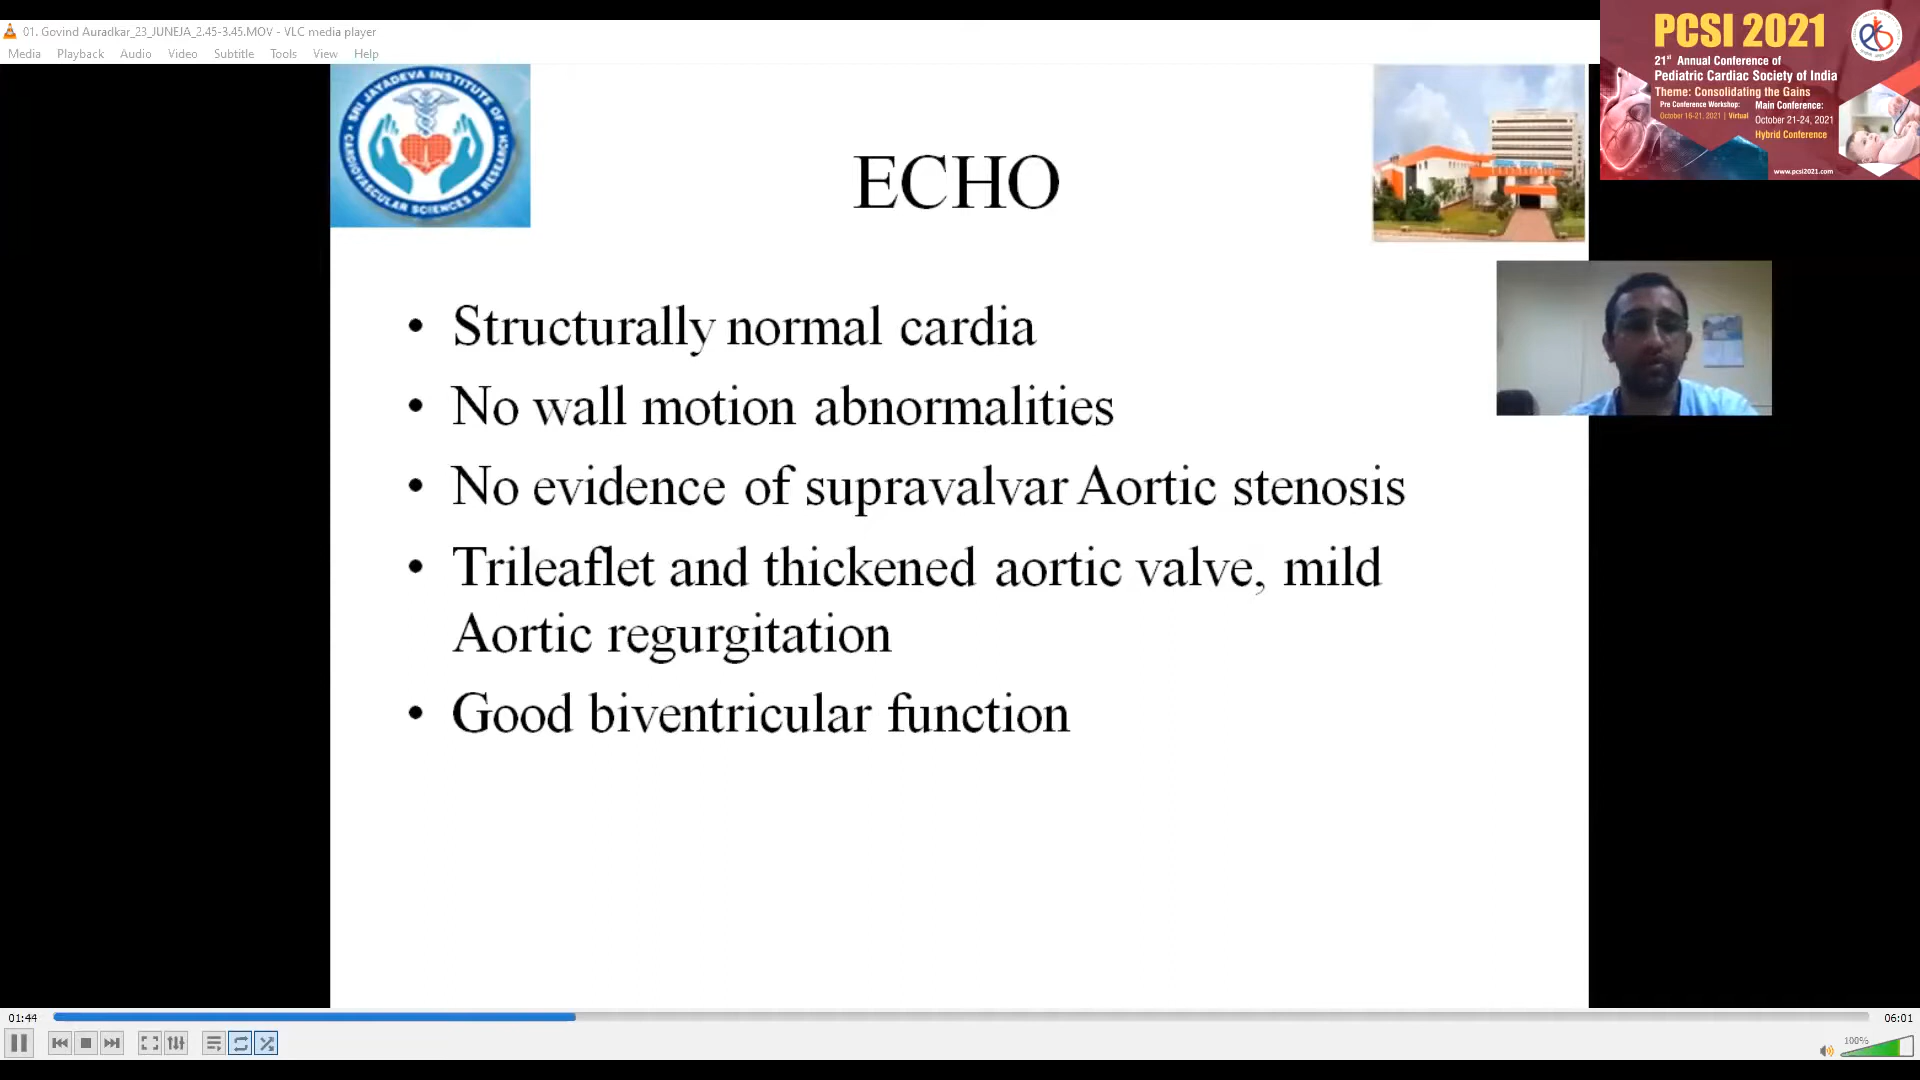 01. Govind Auradkar_23_JUNEJA_2.45-3.45.MOV - VLC media player
Media Playback Audio Video Subtitle Tools View Help
PCSI 2021
21st Annual Conference of
Pediatric Cardiac Society of India
Theme: Consolidating the Gains
Pre Conference Workshop:
October 16-21, 2021 | Virtual
Main Conference:
October 21-24, 2021
Hybrid Conference
www.pcsi2021.com
SRI JAYADEVA INSTITUTE OF
CARDIOVASCULAR SCIENCES & RESEARCH
ECHO
• Structurally normal cardia
• No wall motion abnormalities
• No evidence of supravalvar Aortic stenosis
• Trileaflet and thickened aortic valve, mild
Aortic regurgitation
• Good biventricular function
01:44
06:01
100%